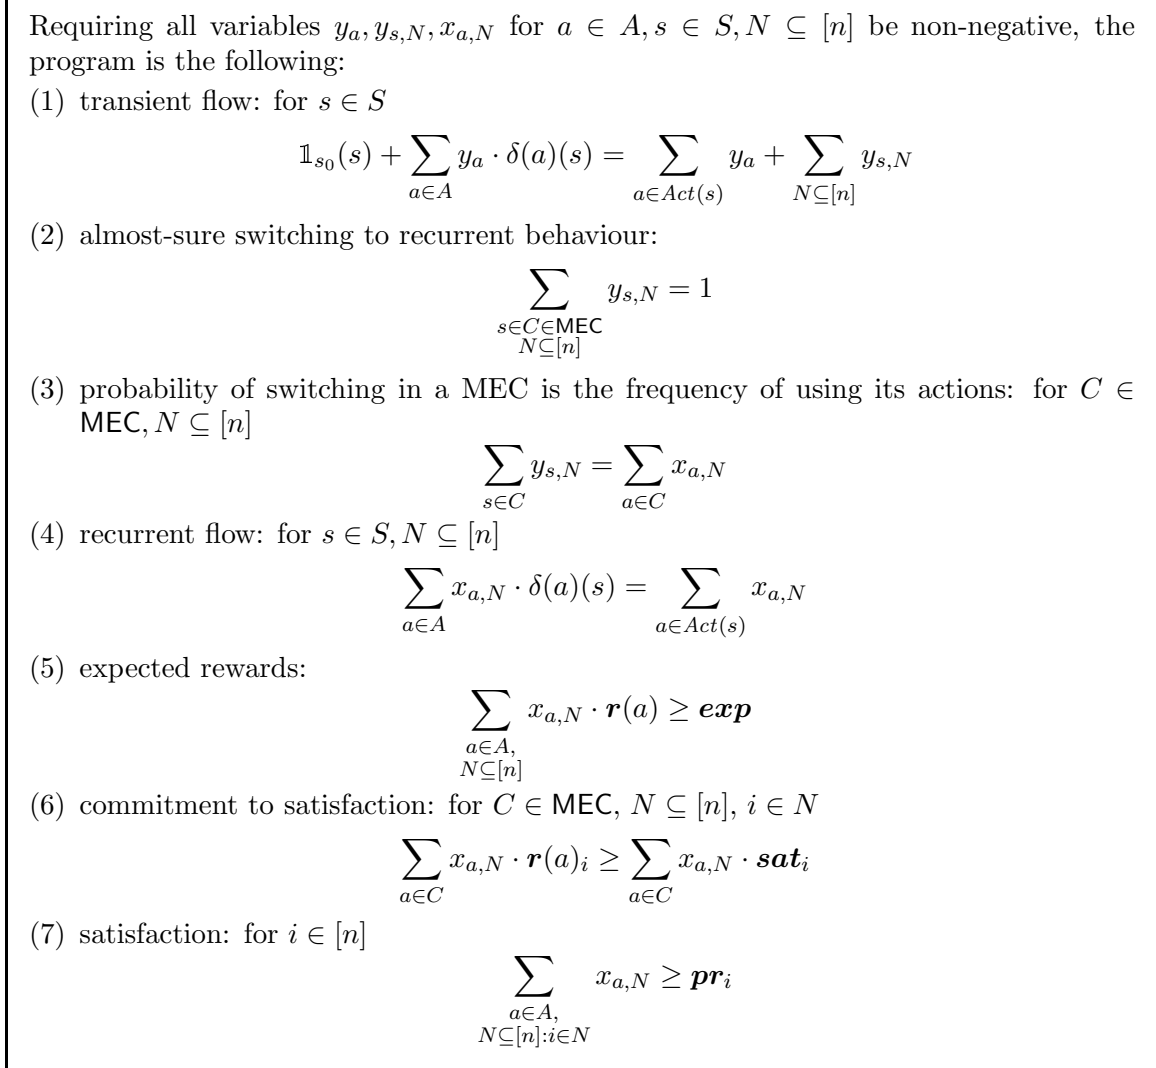 Requiring all variables y_a, y_{s,N}, x_{a,N} for a ∈ A, s ∈ S, N ⊆ [n] be non-negative, the
program is the following:
(1) transient flow: for s ∈ S
𝟙_{s_0}(s) + ∑_{a∈A} y_a · δ(a)(s) = ∑_{a∈Act(s)} y_a + ∑_{N⊆[n]} y_{s,N}
(2) almost-sure switching to recurrent behaviour:
∑_{s∈C∈MEC, N⊆[n]} y_{s,N} = 1
(3) probability of switching in a MEC is the frequency of using its actions: for C ∈
MEC, N ⊆ [n]
∑_{s∈C} y_{s,N} = ∑_{a∈C} x_{a,N}
(4) recurrent flow: for s ∈ S, N ⊆ [n]
∑_{a∈A} x_{a,N} · δ(a)(s) = ∑_{a∈Act(s)} x_{a,N}
(5) expected rewards:
∑_{a∈A, N⊆[n]} x_{a,N} · r(a) ≥ exp
(6) commitment to satisfaction: for C ∈ MEC, N ⊆ [n], i ∈ N
∑_{a∈C} x_{a,N} · r(a)_i ≥ ∑_{a∈C} x_{a,N} · sat_i
(7) satisfaction: for i ∈ [n]
∑_{a∈A, N⊆[n]:i∈N} x_{a,N} ≥ pr_i